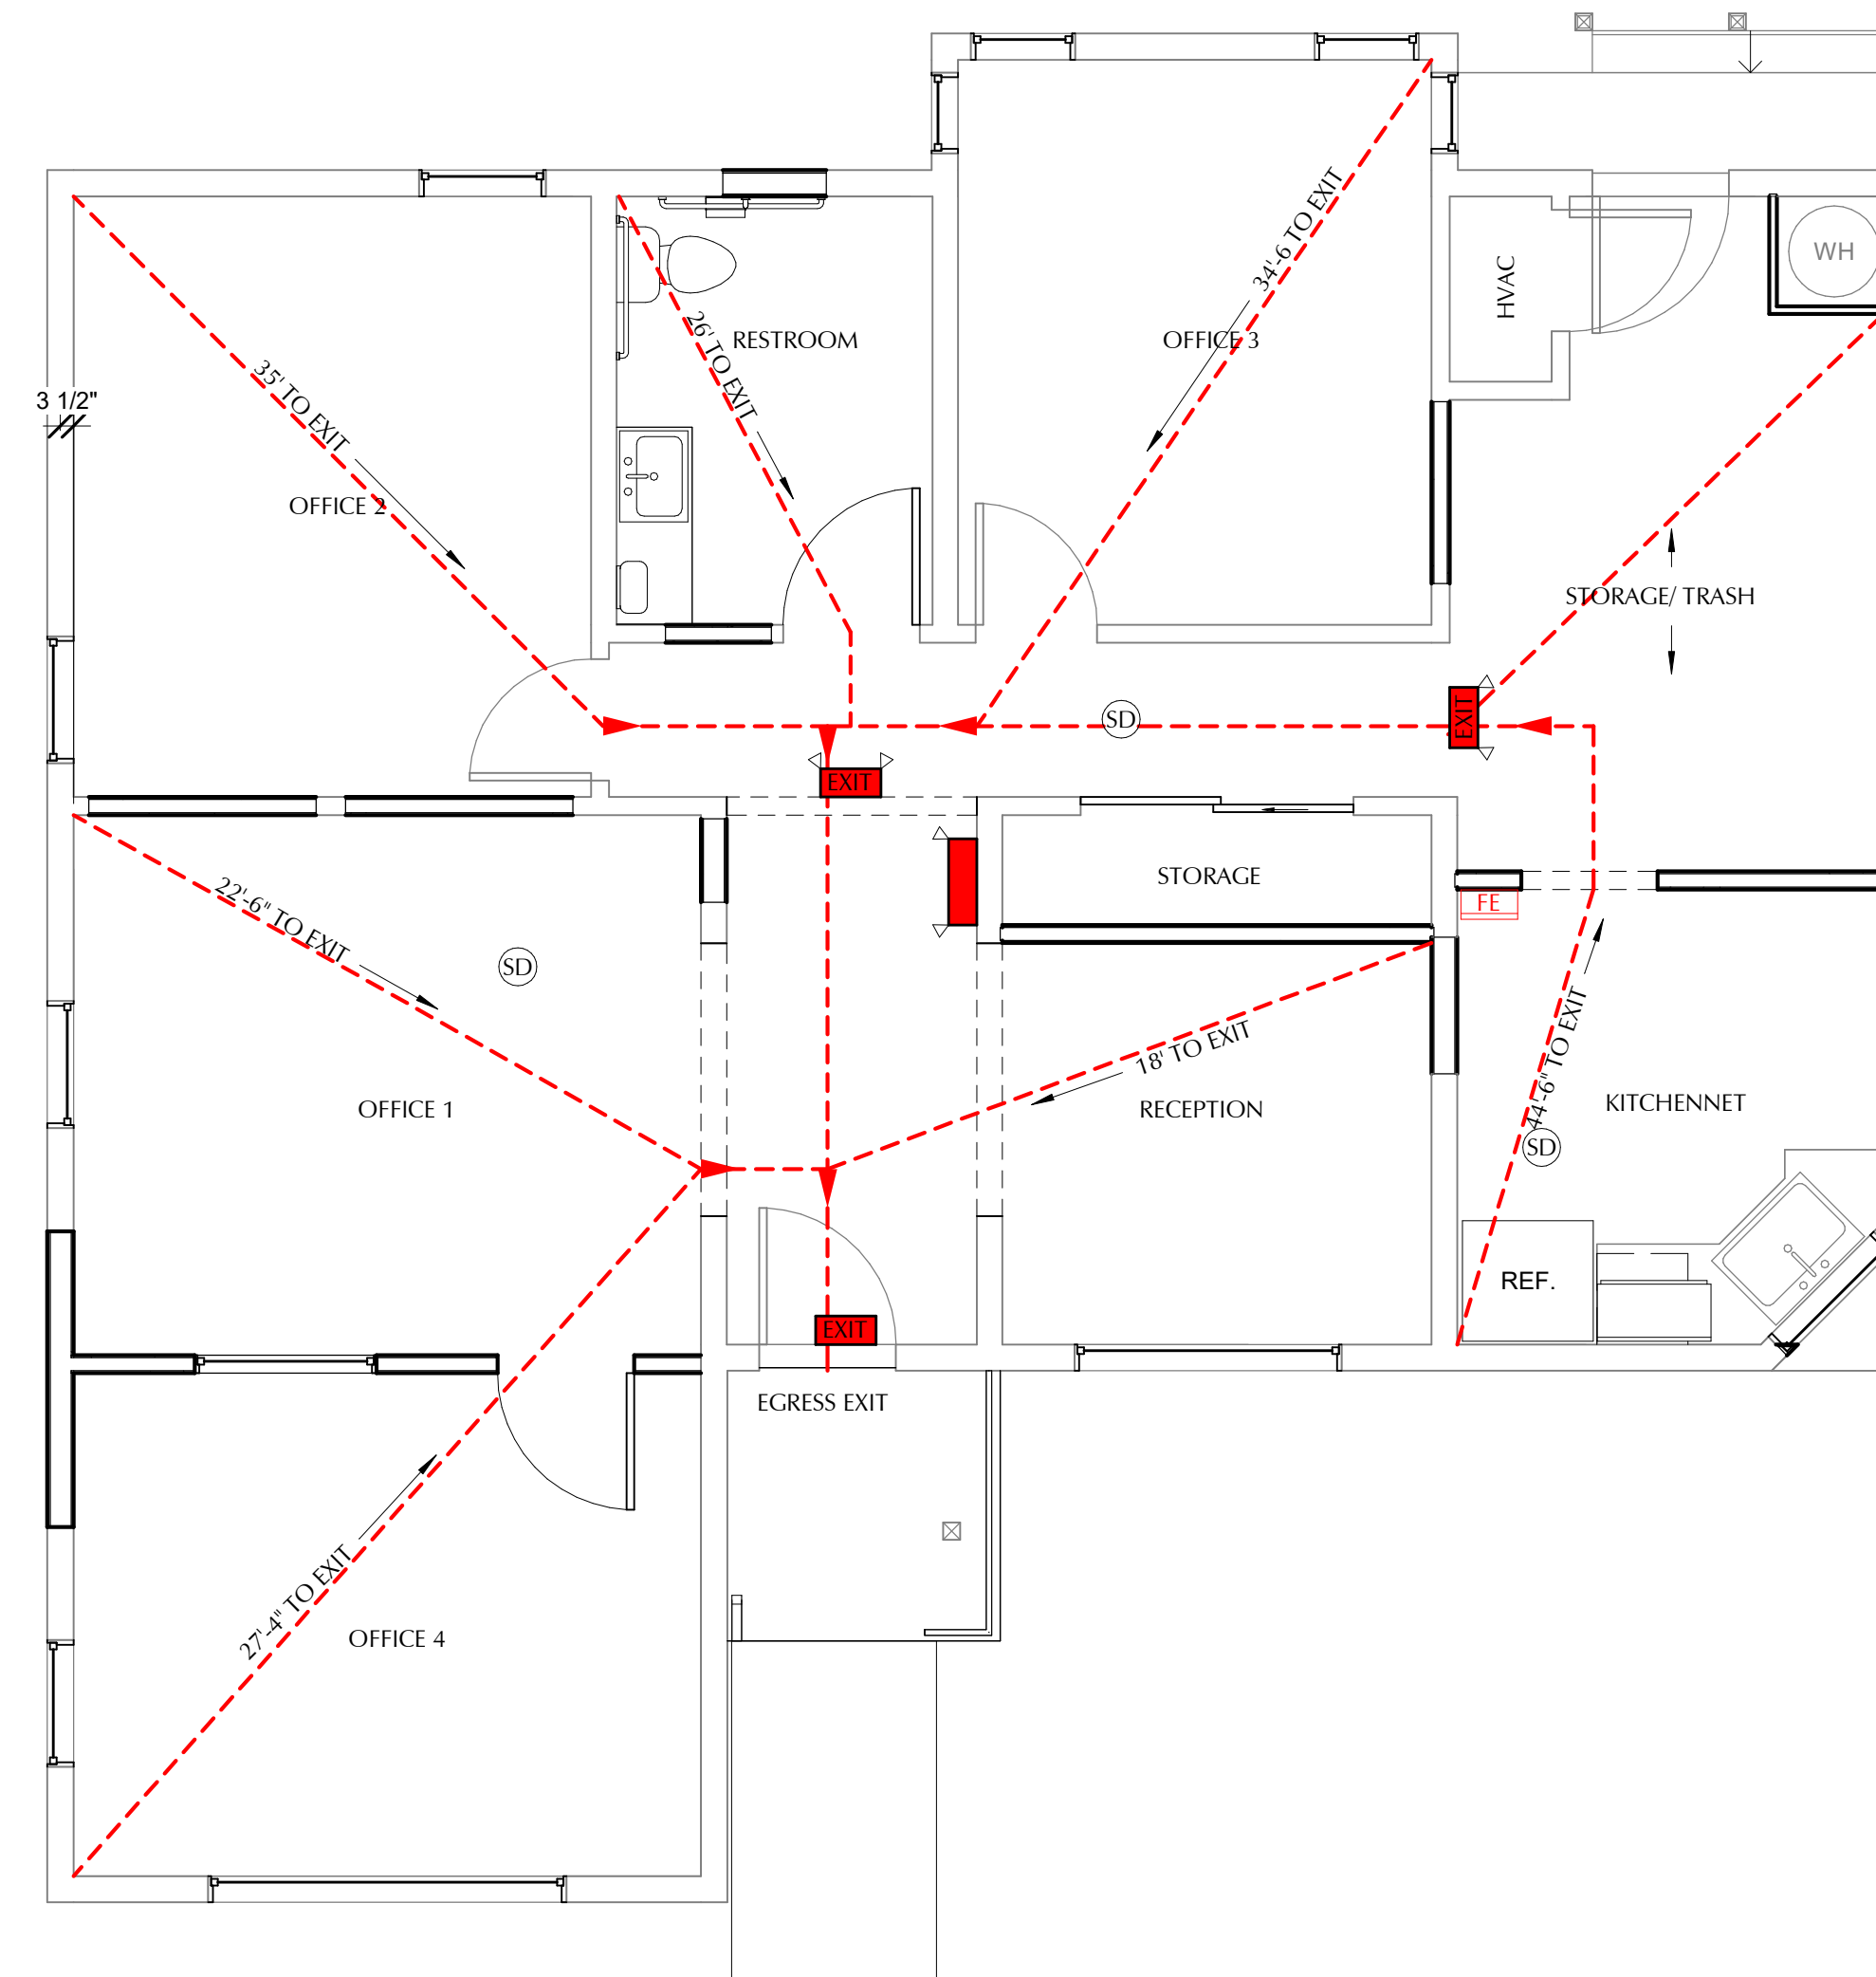 HVAC
WH
34'-6 TO EXIT
26' TO EXIT
RESTROOM
OFFICE 3
3 1/2"
35' TO EXIT
OFFICE 2
STORAGE/ TRASH
SD
EXIT
EXIT
STORAGE
FE
22'-6" TO EXIT
SD
18' TO EXIT
44'-6" TO EXIT
OFFICE 1
RECEPTION
KITCHENNET
SD
REF.
EXIT
EGRESS EXIT
27'-4" TO EXIT
OFFICE 4